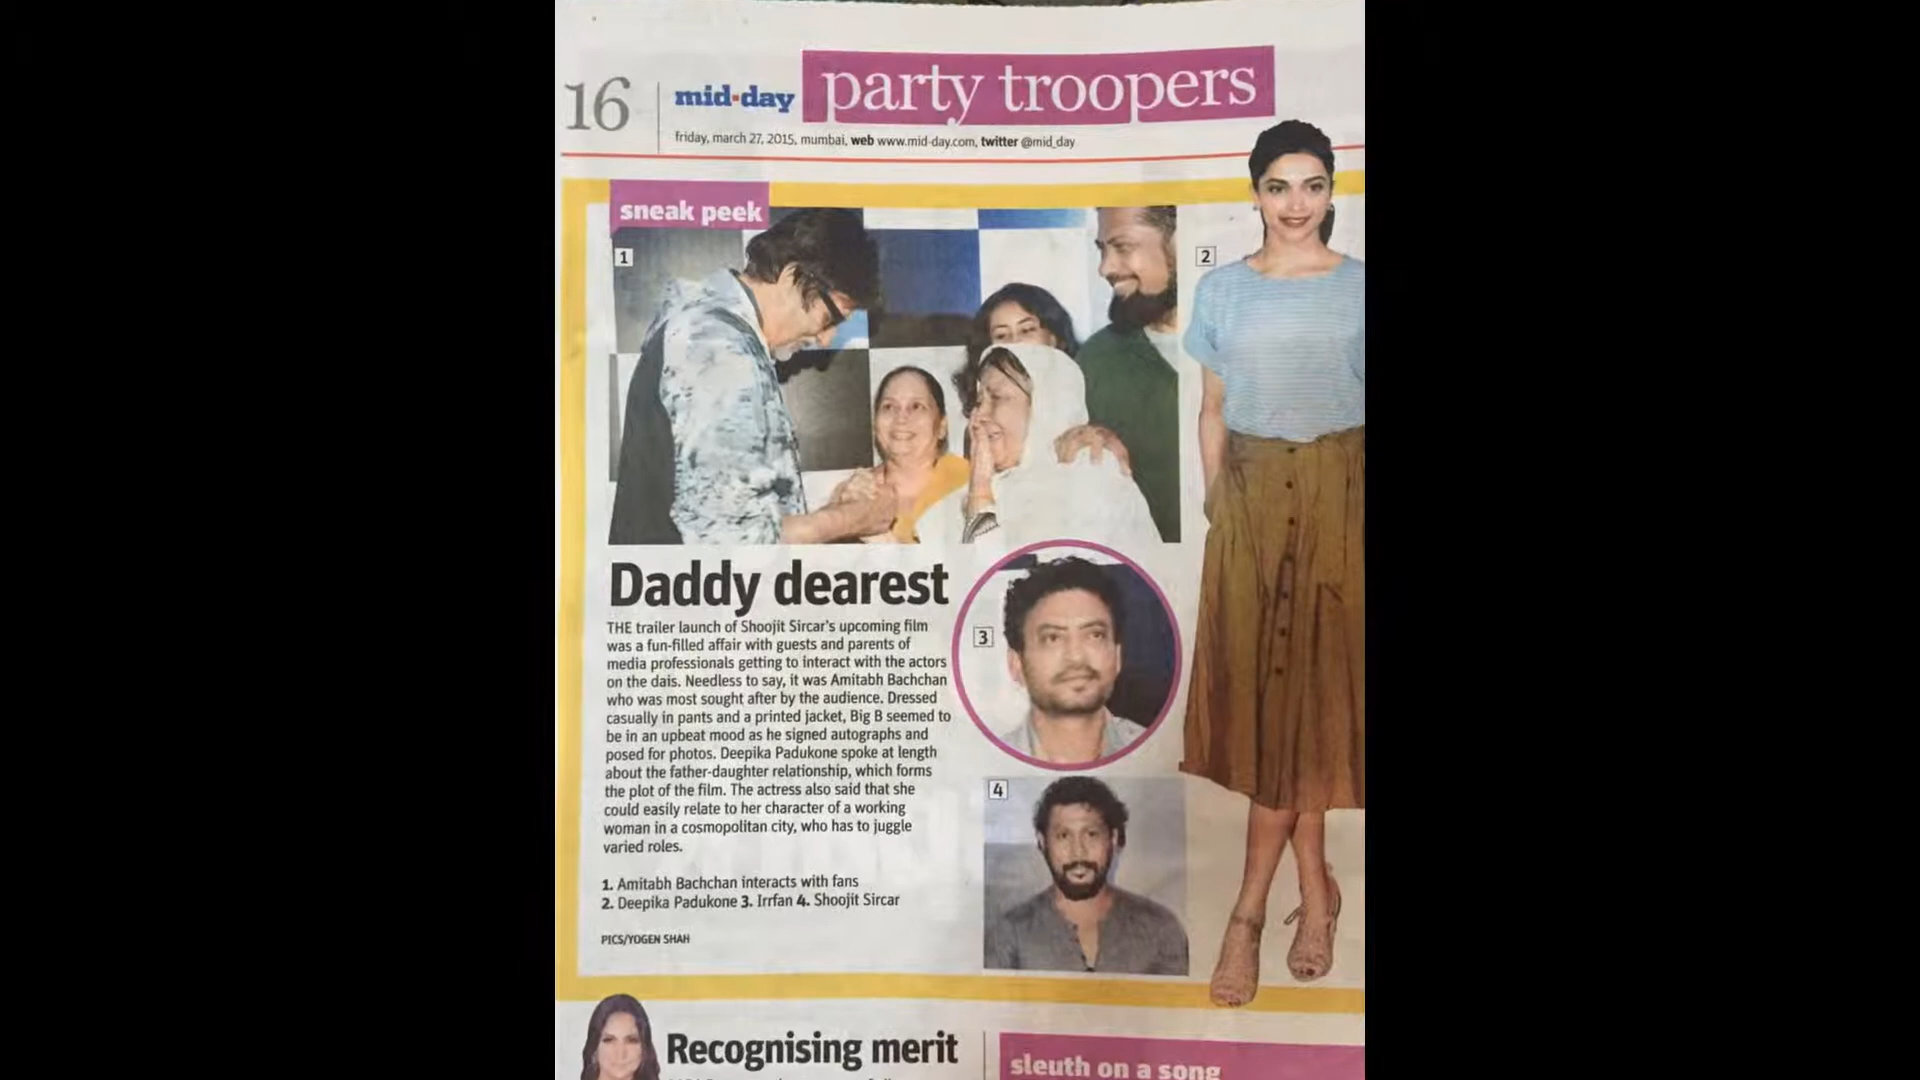 16
mid-day
party troopers
friday, march 27, 2015, mumbai, web www.mid-day.com, twitter @mid_day
sneak peek
1
2
Daddy dearest
THE trailer launch of Shoojit Sircar's upcoming film
was a fun-filled affair with guests and parents of
media professionals getting to interact with the actors
on the dais. Needless to say, it was Amitabh Bachchan
who was most sought after by the audience. Dressed
casually in pants and a printed jacket, Big B seemed to
be in an upbeat mood as he signed autographs and
posed for photos. Deepika Padukone spoke at length
about the father-daughter relationship, which forms
the plot of the film. The actress also said that she
could easily relate to her character of a working
woman in a cosmopolitan city, who has to juggle
varied roles.
3
4
1. Amitabh Bachchan interacts with fans
2. Deepika Padukone 3. Irrfan 4. Shoojit Sircar
PICS/YOGEN SHAH
Recognising merit
sleuth on a song